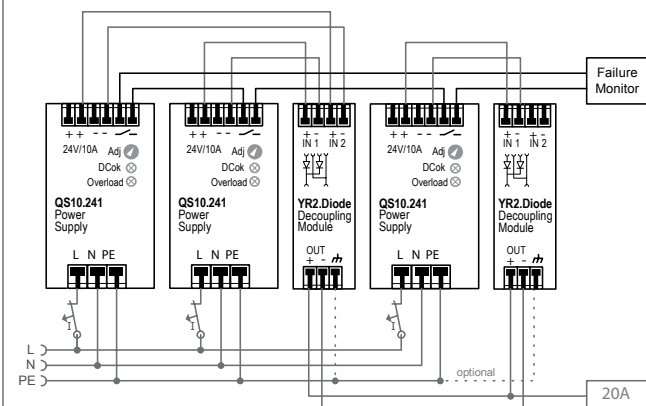 Failure
Monitor
+ + - -
24V/10A Adj
DCok
Overload
QS10.241
Power
Supply
L N PE
I
+ + - -
24V/10A Adj
DCok
Overload
QS10.241
Power
Supply
L N PE
I
+ - + -
IN 1 IN 2
YR2.Diode
Decoupling
Module
OUT
+ -
+ + - -
24V/10A Adj
DCok
Overload
QS10.241
Power
Supply
L N PE
I
+ - + -
IN 1 IN 2
YR2.Diode
Decoupling
Module
OUT
+ -
L
N
PE
optional
20A